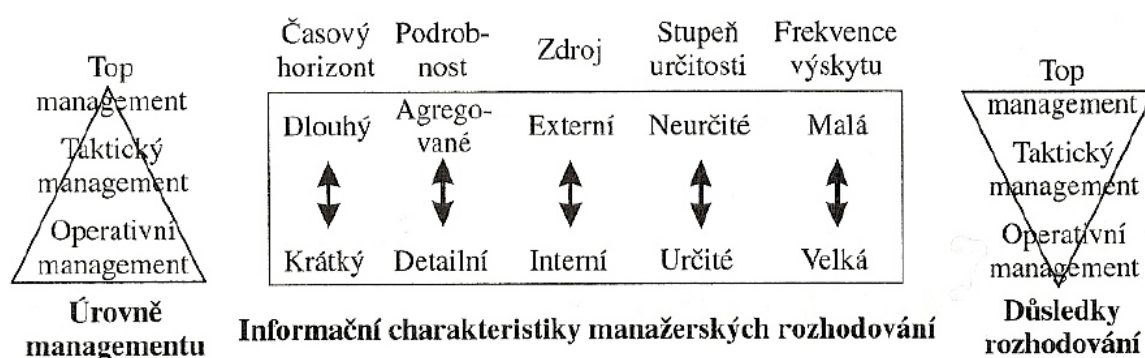 Top
management
Taktický
management
Operativní
management
Úrovně
managementu
Časový
horizont
Podrob-
nost
Zdroj
Stupeň
určitosti
Frekvence
výskytu
Dlouhý
Agrego-
vané
Externí
Neurčité
Malá
Krátký
Detailní
Interní
Určité
Velká
Informační charakteristiky manažerských rozhodování
Top
management
Taktický
management
Operativní
management
Důsledky
rozhodování